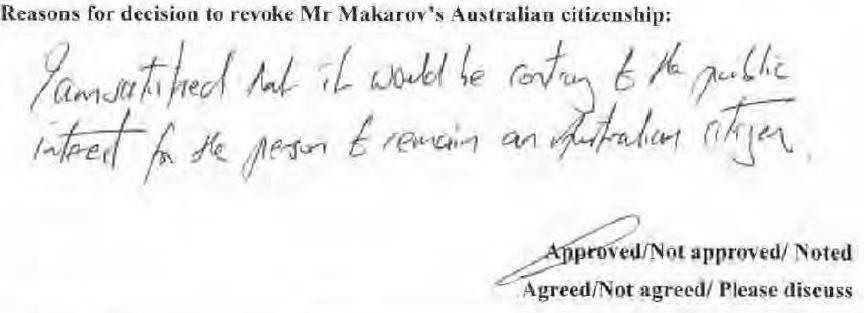 Reasons for decision to revoke Mr Makarov's Australian citizenship:
I am satisfied that it would be contrary to the public
interest for the person to remain an Australian citizen.
Approved/Not approved/ Noted
Agreed/Not agreed/ Please discuss